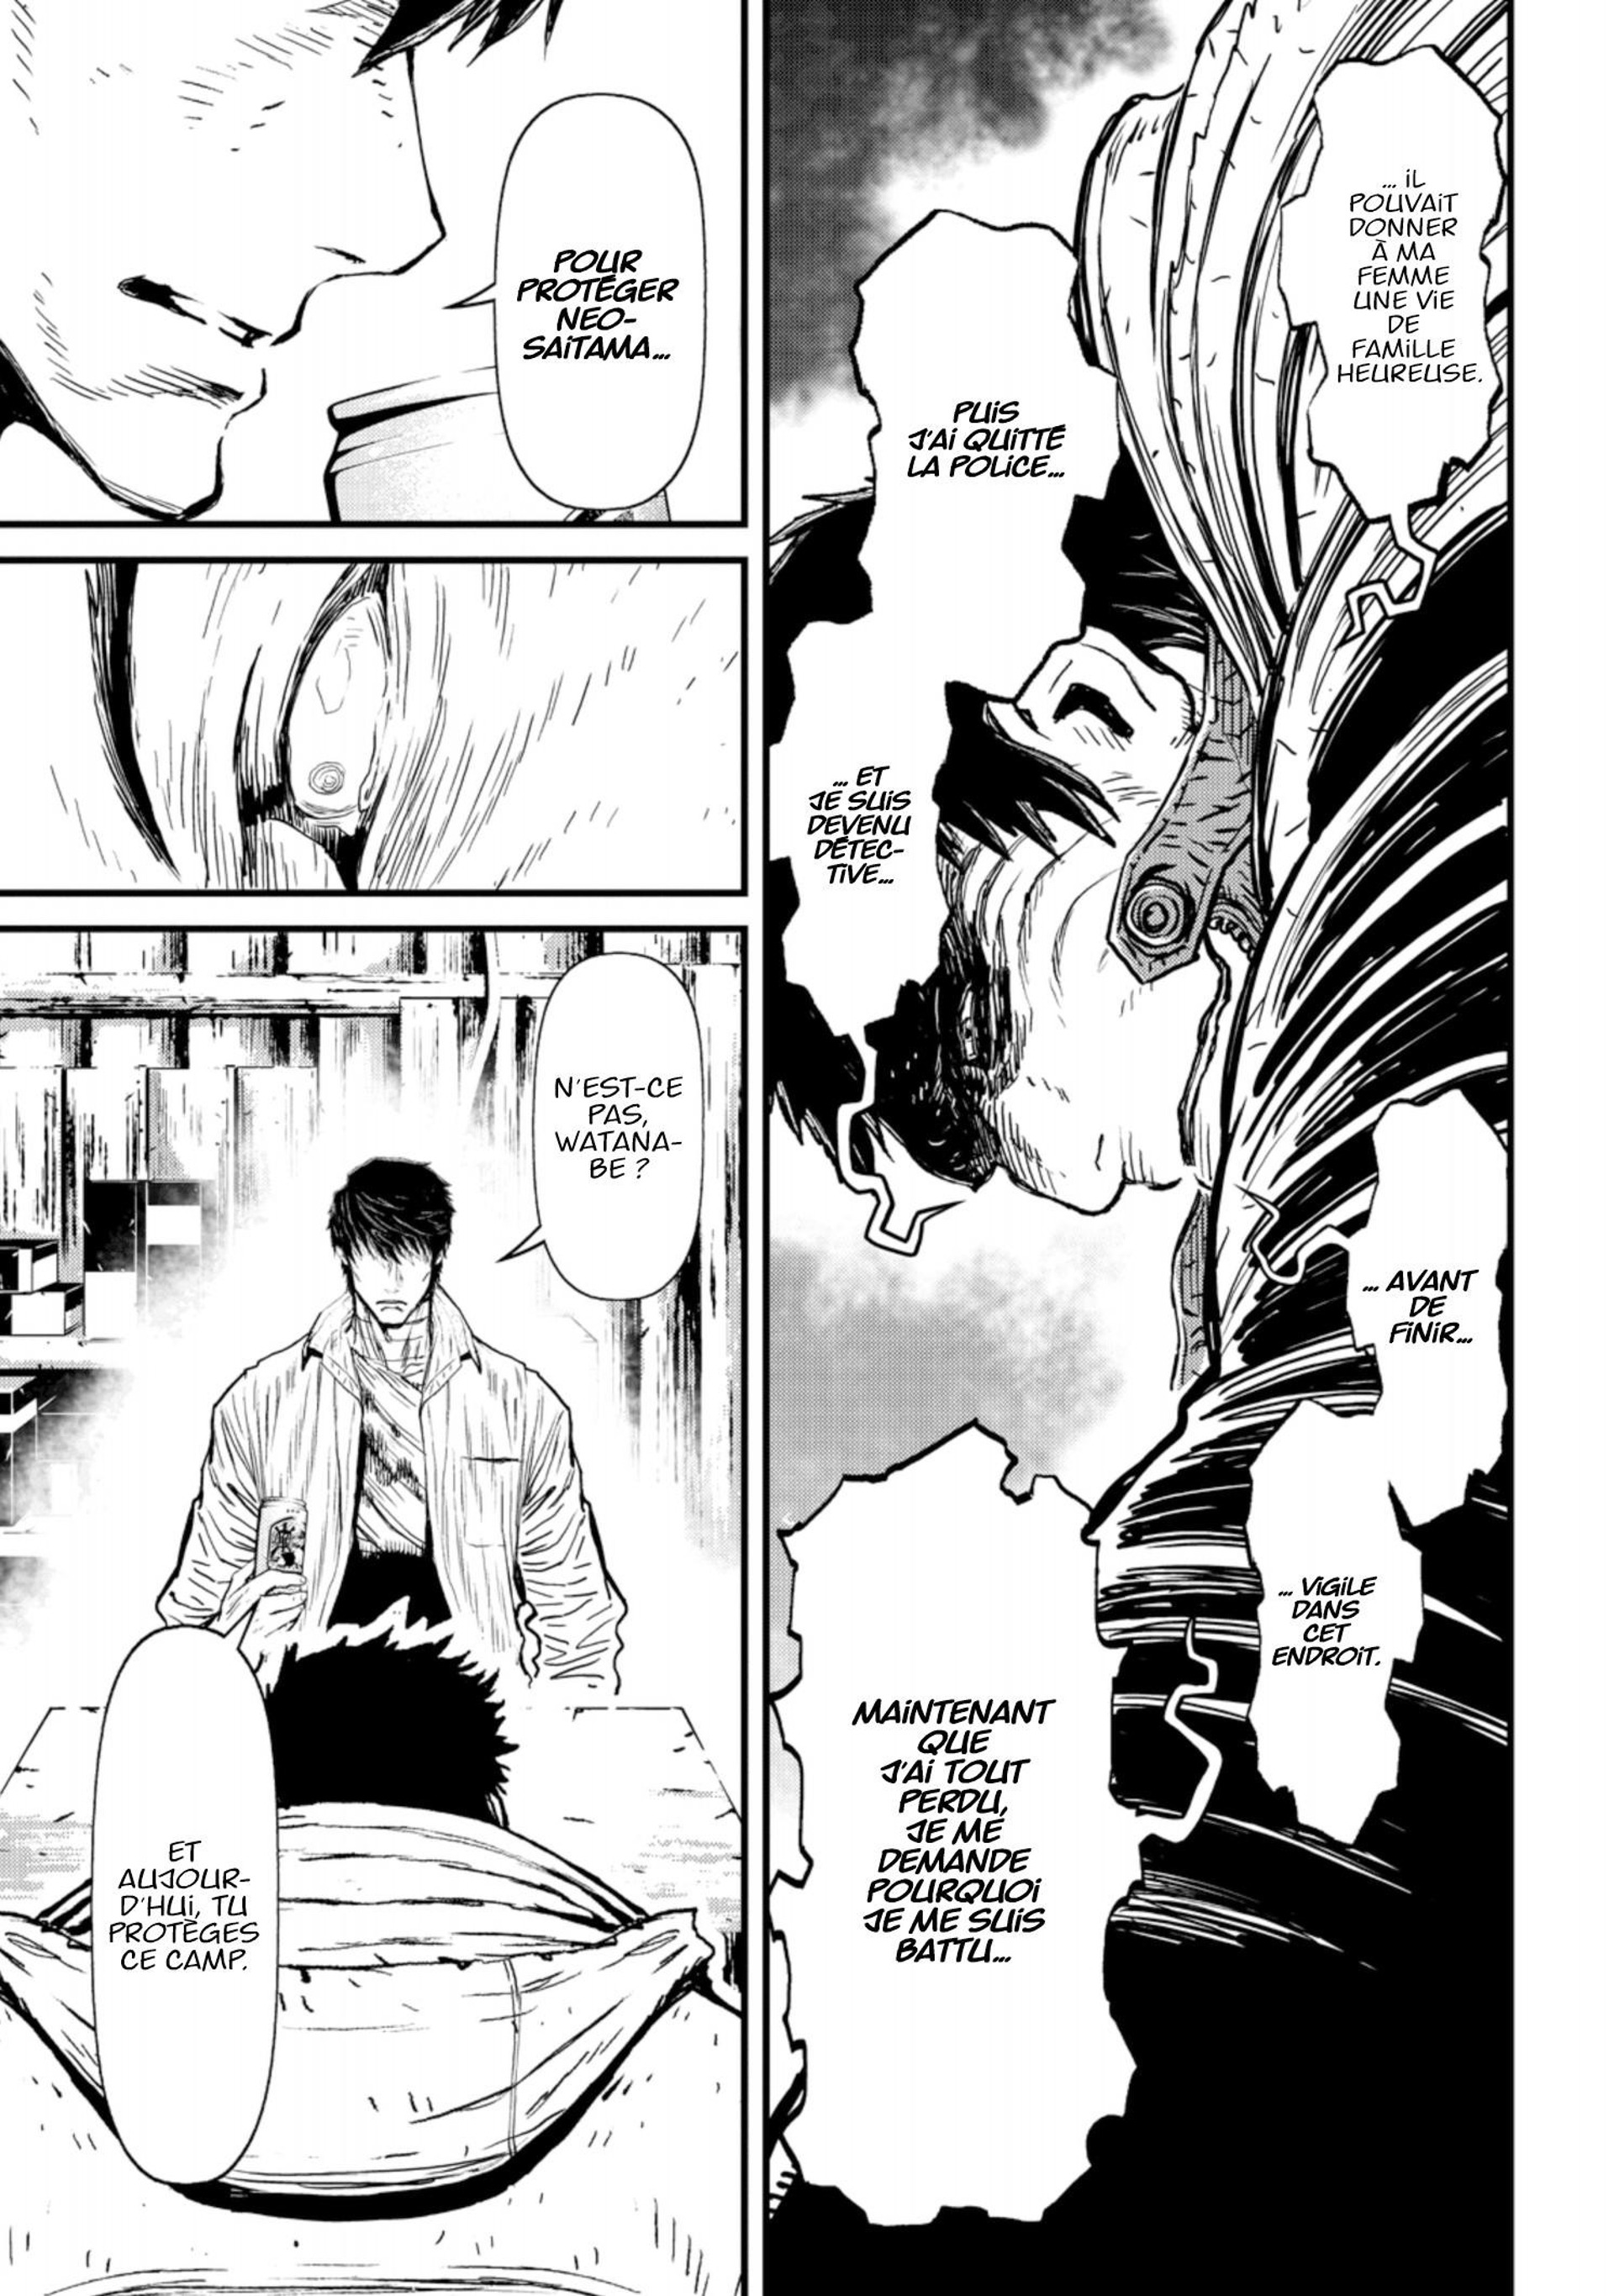 ... iL
POUVAiT
DONNER
À MA
FEMME
UNE ViE
DE
FAMiLLE
HEUREUSE.
PUiS
J'Ai QUiTTÉ
LA POLiCE...
... ET
JE SUiS
DEVENU
DÉTEC-
TiVE...
... AVANT
DE
FiNiR...
... ViGiLE
DANS
CET
ENDROiT.
MAiNTENANT
QUE
J'Ai TOUT
PERDU,
JE ME
DEMANDE
POURQUOi
JE ME SUiS
BATTU...
POUR
PROTÉGER
NEO-
SAiTAMA...
N'EST-CE
PAS,
WATANA-
BE ?
ET
AUJOUR-
D'HUi, TU
PROTÈGES
CE CAMP.